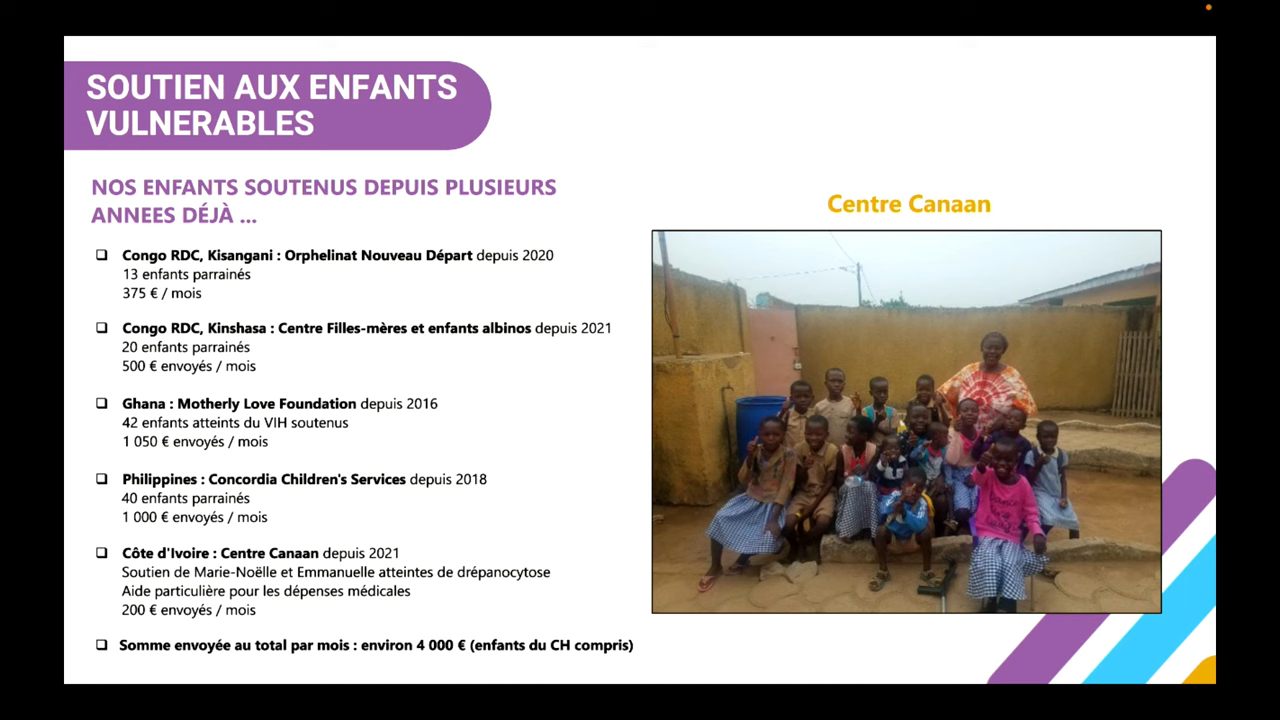 SOUTIEN AUX ENFANTS
VULNERABLES
NOS ENFANTS SOUTENUS DEPUIS PLUSIEURS
ANNEES DÉJÀ ...
Congo RDC, Kisangani : Orphelinat Nouveau Départ depuis 2020
13 enfants parrainés
375 € / mois
Congo RDC, Kinshasa : Centre Filles-mères et enfants albinos depuis 2021
20 enfants parrainés
500 € envoyés / mois
Ghana : Motherly Love Foundation depuis 2016
42 enfants atteints du VIH soutenus
1 050 € envoyés / mois
Philippines : Concordia Children's Services depuis 2018
40 enfants parrainés
1 000 € envoyés / mois
Côte d'Ivoire : Centre Canaan depuis 2021
Soutien de Marie-Noëlle et Emmanuelle atteintes de drépanocytose
Aide particulière pour les dépenses médicales
200 € envoyés / mois
Somme envoyée au total par mois : environ 4 000 € (enfants du CH compris)
Centre Canaan